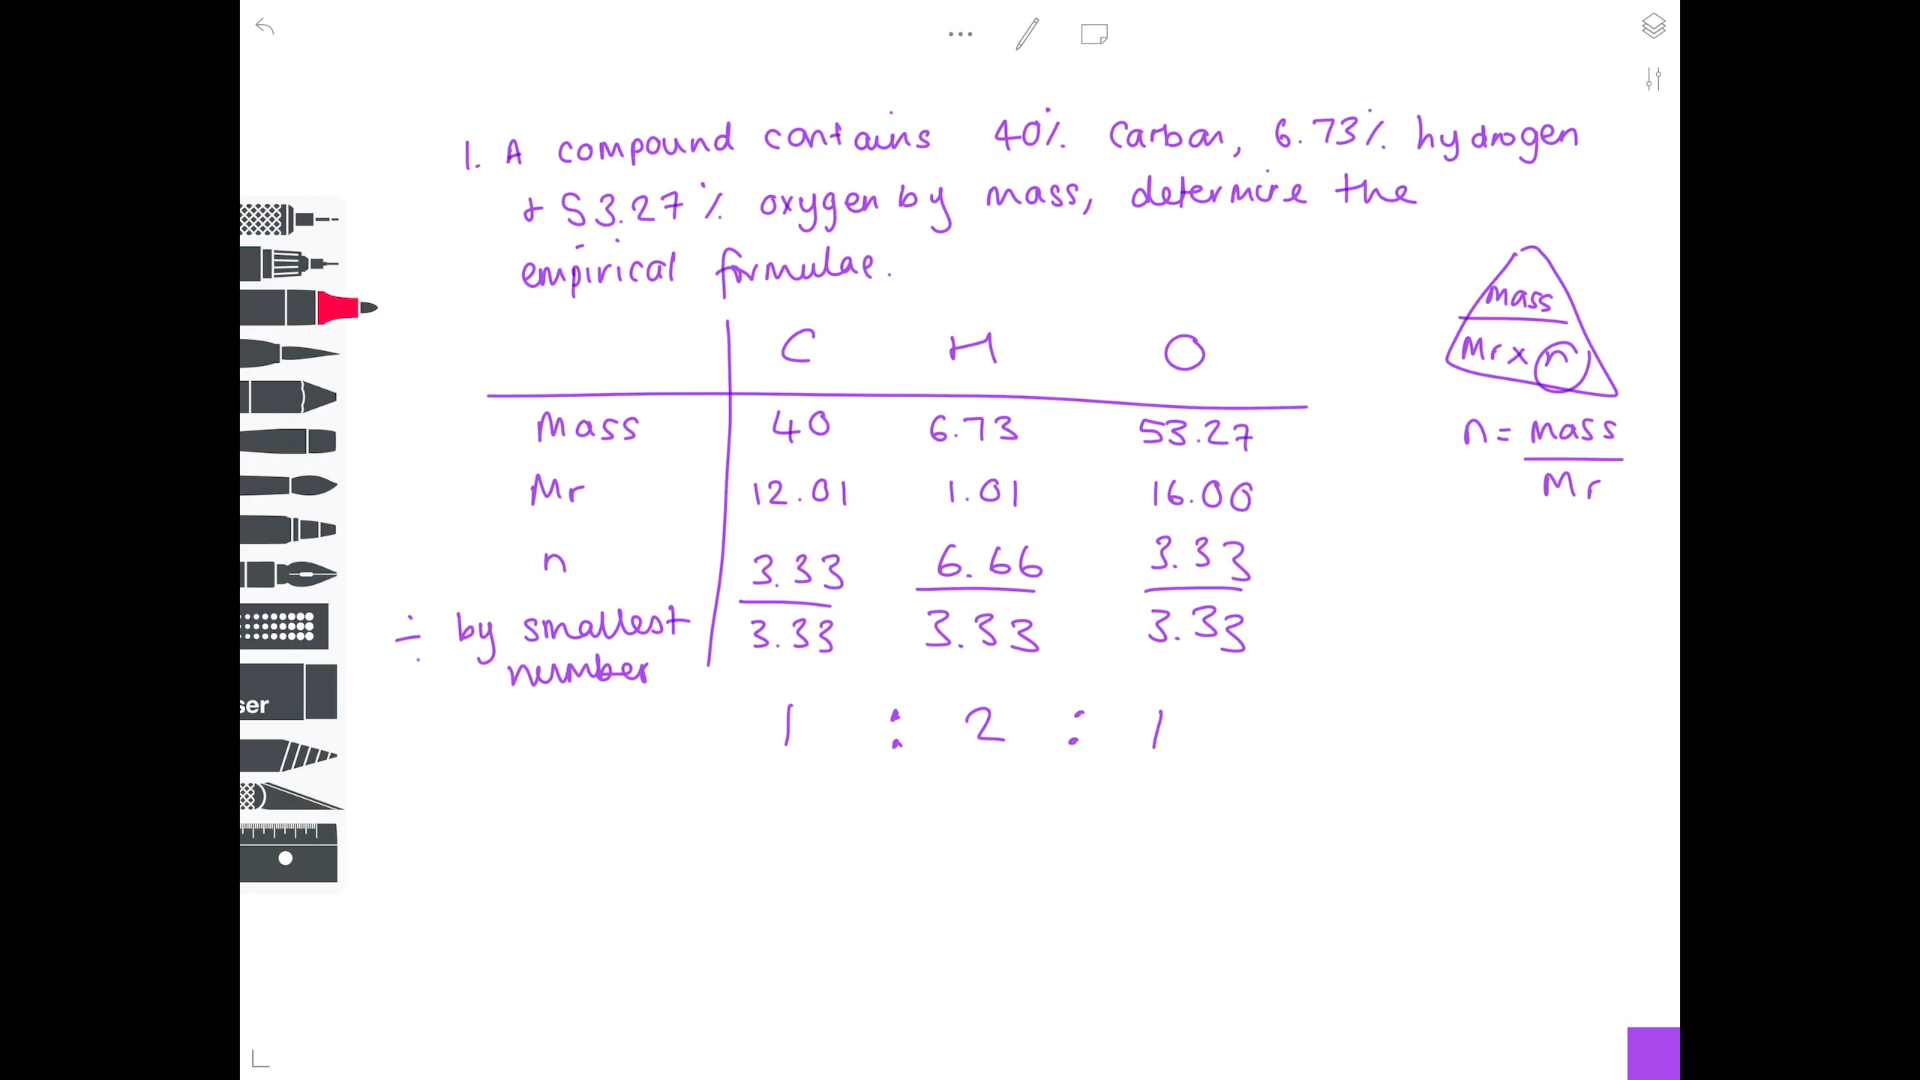 1. A compound contains 40% Carbon, 6.73% hydrogen
+ 53.27% oxygen by mass, determine the
empirical formulae.
C H O
Mass 40 6.73 53.27
Mr 12.01 1.01 16.00
n 3.33 6.66 3.33
÷ by smallest 3.33 3.33 3.33
number
1 : 2 : 1
mass
Mr x n
n = mass
Mr
ser